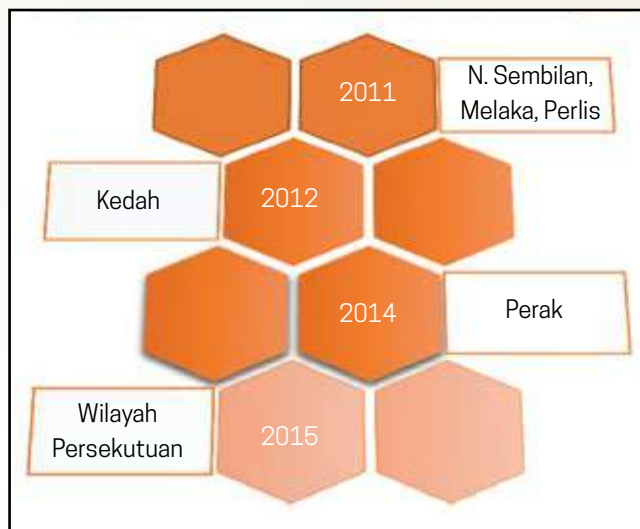 2011
N. Sembilan,
Melaka, Perlis
Kedah
2012
2014
Perak
Wilayah
Persekutuan
2015